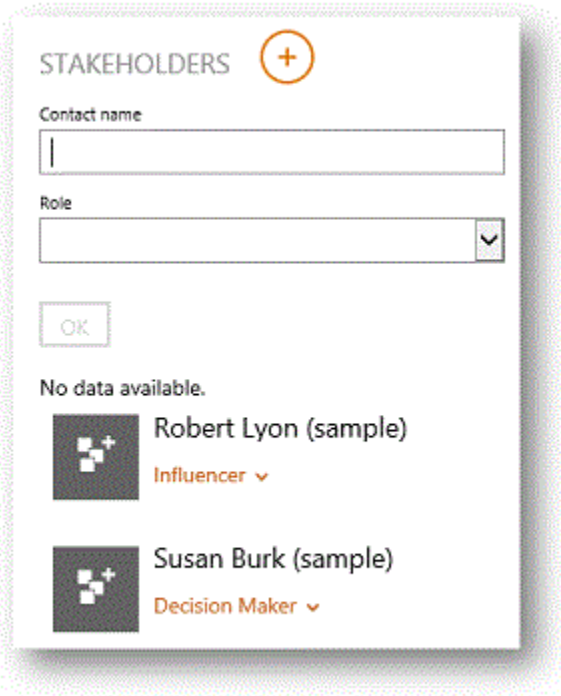 STAKEHOLDERS
Contact name
Role
OK
No data available.
Robert Lyon (sample)
Influencer
Susan Burk (sample)
Decision Maker